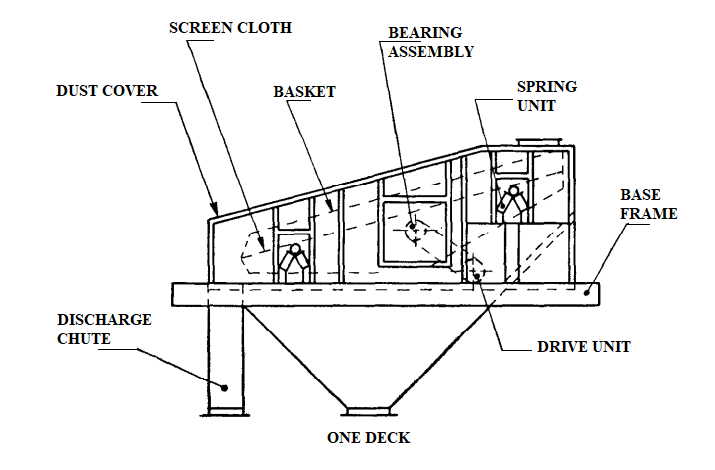 SCREEN CLOTH
BEARING
ASSEMBLY
DUST COVER
BASKET
SPRING
UNIT
BASE
FRAME
DISCHARGE
CHUTE
DRIVE UNIT
ONE DECK